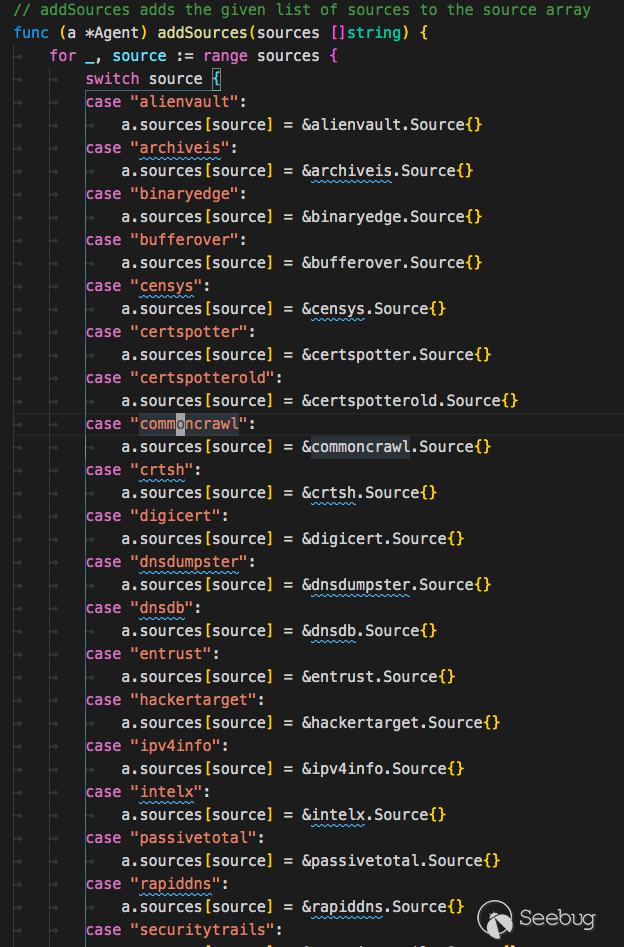 // addSources adds the given list of sources to the source array
func (a *Agent) addSources(sources []string) {
for _, source := range sources {
switch source {
case "alienvault":
a.sources[source] = &alienvault.Source{}
case "archiveis":
a.sources[source] = &archiveis.Source{}
case "binaryedge":
a.sources[source] = &binaryedge.Source{}
case "bufferover":
a.sources[source] = &bufferover.Source{}
case "censys":
a.sources[source] = &censys.Source{}
case "certspotter":
a.sources[source] = &certspotter.Source{}
case "certspotterold":
a.sources[source] = &certspotterold.Source{}
case "commoncrawl":
a.sources[source] = &commoncrawl.Source{}
case "crtsh":
a.sources[source] = &crtsh.Source{}
case "digicert":
a.sources[source] = &digicert.Source{}
case "dnsdumpster":
a.sources[source] = &dnsdumpster.Source{}
case "dnsdb":
a.sources[source] = &dnsdb.Source{}
case "entrust":
a.sources[source] = &entrust.Source{}
case "hackertarget":
a.sources[source] = &hackertarget.Source{}
case "ipv4info":
a.sources[source] = &ipv4info.Source{}
case "intelx":
a.sources[source] = &intelx.Source{}
case "passivetotal":
a.sources[source] = &passivetotal.Source{}
case "rapiddns":
a.sources[source] = &rapiddns.Source{}
case "securitytrails":
Seebug